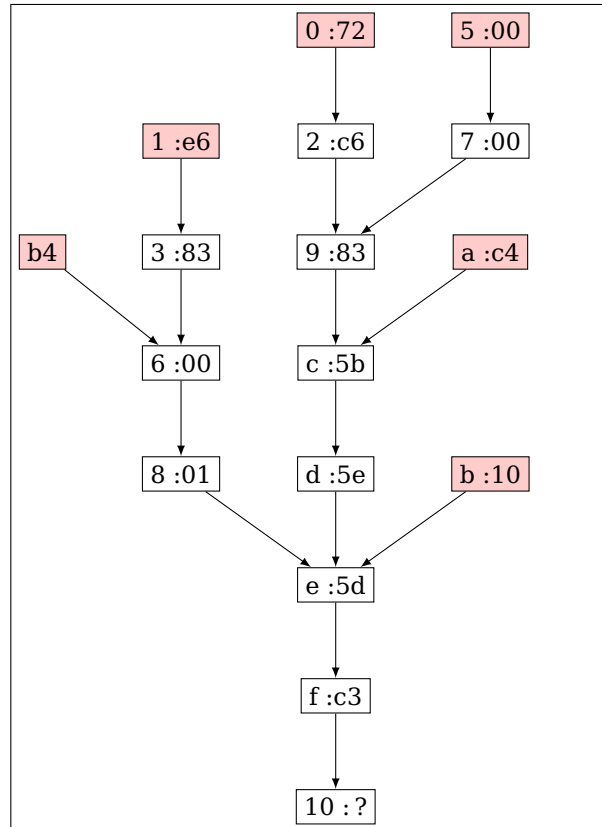 0 :72
5 :00
1 :e6
2 :c6
7 :00
b4
3 :83
9 :83
a :c4
6 :00
c :5b
8 :01
d :5e
b :10
e :5d
f :c3
10 : ?